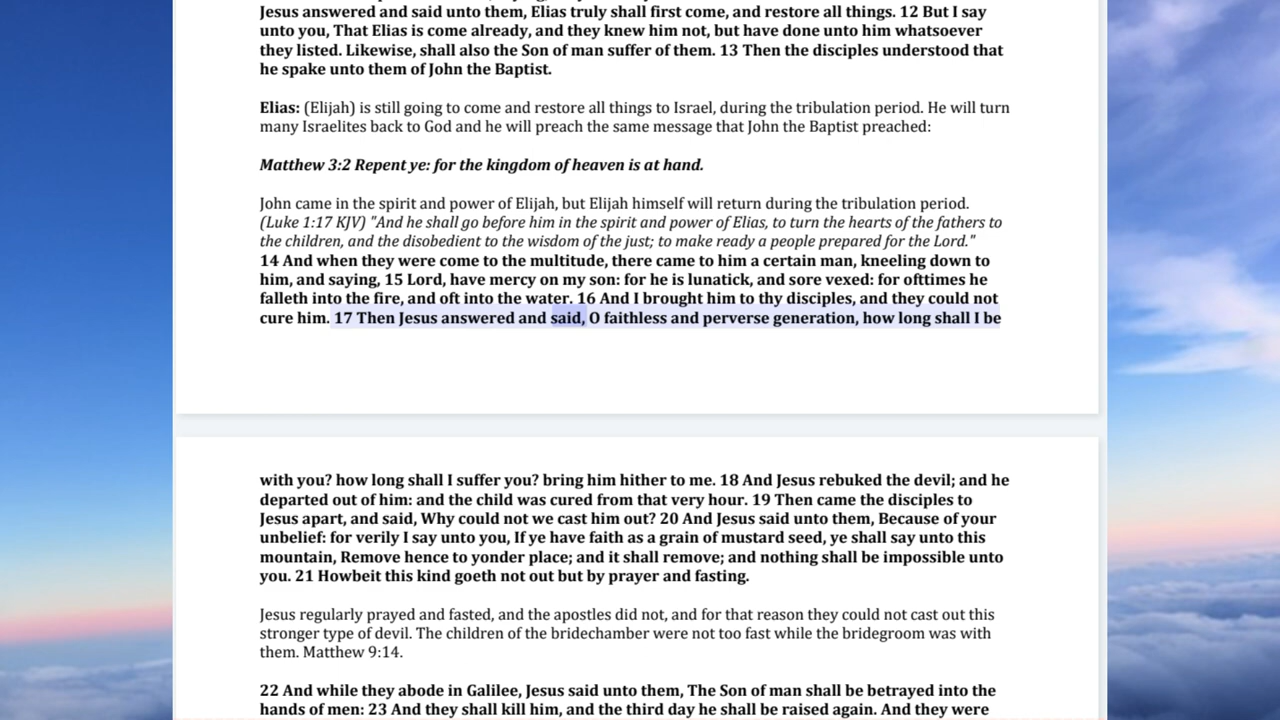 Jesus answered and said unto them, Elias truly shall first come, and restore all things. 12 But I say
unto you, That Elias is come already, and they knew him not, but have done unto him whatsoever
they listed. Likewise, shall also the Son of man suffer of them. 13 Then the disciples understood that
he spake unto them of John the Baptist.
Elias: (Elijah) is still going to come and restore all things to Israel, during the tribulation period. He will turn
many Israelites back to God and he will preach the same message that John the Baptist preached:
Matthew 3:2 Repent ye: for the kingdom of heaven is at hand.
John came in the spirit and power of Elijah, but Elijah himself will return during the tribulation period.
(Luke 1:17 KJV) "And he shall go before him in the spirit and power of Elias, to turn the hearts of the fathers to
the children, and the disobedient to the wisdom of the just; to make ready a people prepared for the Lord."
14 And when they were come to the multitude, there came to him a certain man, kneeling down to
him, and saying, 15 Lord, have mercy on my son: for he is lunatick, and sore vexed: for ofttimes he
falleth into the fire, and oft into the water. 16 And I brought him to thy disciples, and they could not
cure him. 17 Then Jesus answered and said, O faithless and perverse generation, how long shall I be
with you? how long shall I suffer you? bring him hither to me. 18 And Jesus rebuked the devil; and he
departed out of him: and the child was cured from that very hour. 19 Then came the disciples to
Jesus apart, and said, Why could not we cast him out? 20 And Jesus said unto them, Because of your
unbelief: for verily I say unto you, If ye have faith as a grain of mustard seed, ye shall say unto this
mountain, Remove hence to yonder place; and it shall remove; and nothing shall be impossible unto
you. 21 Howbeit this kind goeth not out but by prayer and fasting.
Jesus regularly prayed and fasted, and the apostles did not, and for that reason they could not cast out this
stronger type of devil. The children of the bridechamber were not too fast while the bridegroom was with
them. Matthew 9:14.
22 And while they abode in Galilee, Jesus said unto them, The Son of man shall be betrayed into the
hands of men: 23 And they shall kill him, and the third day he shall be raised again. And they were